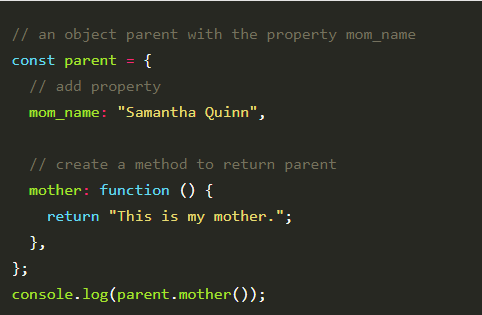 // an object parent with the property mom_name
const parent = {
  // add property
  mom_name: "Samantha Quinn",

  // create a method to return parent
  mother: function () {
    return "This is my mother.";
  },
};
console.log(parent.mother());